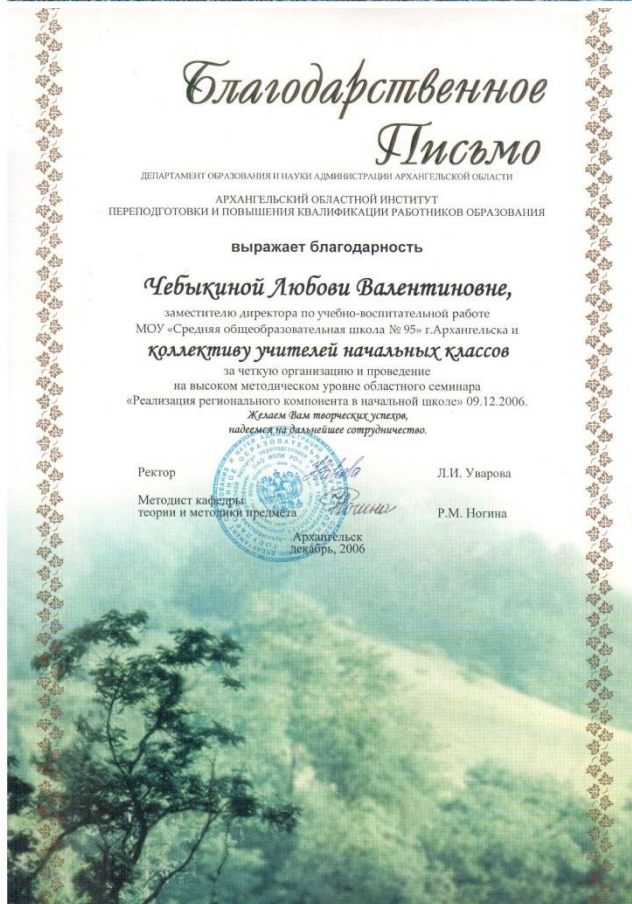 Благодарственное
Письмо
ДЕПАРТАМЕНТ ОБРАЗОВАНИЯ И НАУКИ АДМИНИСТРАЦИИ АРХАНГЕЛЬСКОЙ ОБЛАСТИ
АРХАНГЕЛЬСКИЙ ОБЛАСТНОЙ ИНСТИТУТ
ПЕРЕПОДГОТОВКИ И ПОВЫШЕНИЯ КВАЛИФИКАЦИИ РАБОТНИКОВ ОБРАЗОВАНИЯ
выражает благодарность
Чебыкиной Любови Валентиновне,
заместителю директора по учебно-воспитательной работе
МОУ «Средняя общеобразовательная школа № 95» г.Архангельска и
коллективу учителей начальных классов
за четкую организацию и проведение
на высоком методическом уровне областного семинара
«Реализация регионального компонента в начальной школе» 09.12.2006.
Желаем Вам творческих успехов,
надеемся на дальнейшее сотрудничество.
Ректор Л.И. Уварова
Методист кафедры
теории и методики предмета Р.М. Ногина
Архангельск
декабрь, 2006